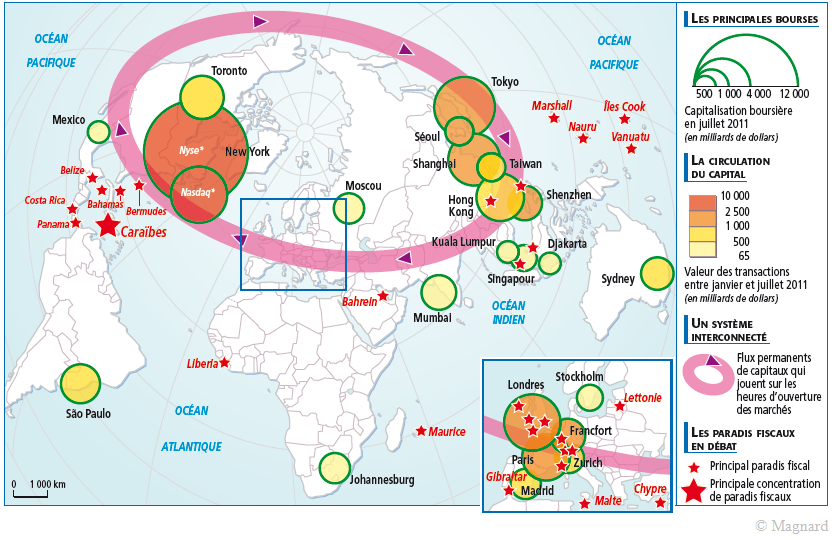 OCÉAN
PACIFIQUE
OCÉAN
PACIFIQUE
Toronto
Mexico
Nyse*
New York
Nasdaq*
Belize
Costa Rica
Bahamas
Bermudes
Panama
Caraïbes
Moscou
Tokyo
Séoul
Shanghai
Taiwan
Hong
Kong
Shenzhen
Marshall
Îles Cook
Nauru
Vanuatu
Kuala Lumpur
Djakarta
Singapour
Sydney
Mumbai
Bahrein
OCÉAN
INDIEN
Liberia
São Paulo
OCÉAN
ATLANTIQUE
Maurice
Johannesburg
0 1 000 km
Londres
Stockholm
Lettonie
Francfort
Paris
Zurich
Gibraltar
Madrid
Malte
Chypre
LES PRINCIPALES BOURSES
500 1 000 4 000 12 000
Capitalisation boursière
en juillet 2011
(en milliards de dollars)
LA CIRCULATION
DU CAPITAL
10 000
2 500
1 000
500
65
Valeur des transactions
entre janvier et juillet 2011
(en milliards de dollars)
UN SYSTÈME
INTERCONNECTÉ
Flux permanents
de capitaux qui
jouent sur les
heures d'ouverture
des marchés
LES PARADIS FISCAUX
EN DÉBAT
Principal paradis fiscal
Principale concentration
de paradis fiscaux
© Magnard